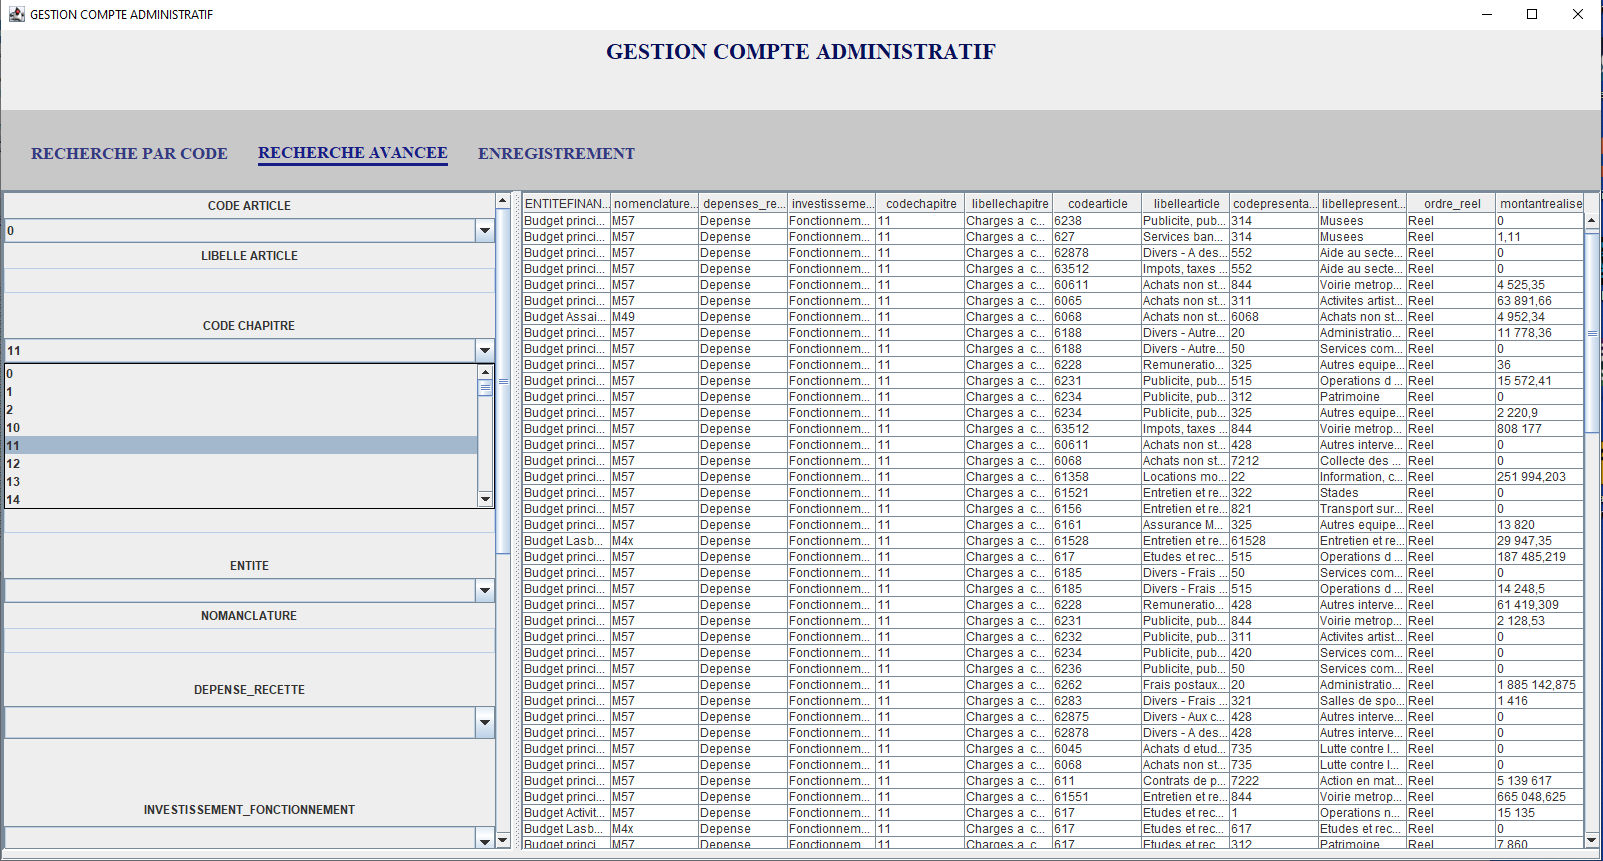 GESTION COMPTE ADMINISTRATIF
GESTION COMPTE ADMINISTRATIF
RECHERCHE PAR CODE RECHERCHE AVANCEE ENREGISTREMENT
CODE ARTICLE
0
LIBELLE ARTICLE
CODE CHAPITRE
11
0
1
2
10
11
12
13
14
ENTITE
NOMANCLATURE
DEPENSE_RECETTE
INVESTISSEMENT_FONCTIONNEMENT
ENTITEFINAN... nomenclature... depenses_re... investisseme... codechapitre libellechapitre codearticle libellearticle codepresenta... libellepresent... ordre_reel montantrealise
Budget princi... M57 Depense Fonctionnem... 11 Charges a c... 6238 Publicite, pub... 314 Musees Reel 0
Budget princi... M57 Depense Fonctionnem... 11 Charges a c... 627 Services ban... 314 Musees Reel 1,11
Budget princi... M57 Depense Fonctionnem... 11 Charges a c... 62878 Divers - A des... 552 Aide au secte... Reel 0
Budget princi... M57 Depense Fonctionnem... 11 Charges a c... 63512 Impots, taxes ... 552 Aide au secte... Reel 0
Budget princi... M57 Depense Fonctionnem... 11 Charges a c... 60611 Achats non st... 844 Voirie metrop... Reel 4 525,35
Budget princi... M57 Depense Fonctionnem... 11 Charges a c... 6065 Achats non st... 311 Activites artist... Reel 63 891,66
Budget Assai... M49 Depense Fonctionnem... 11 Charges a c... 6068 Achats non st... 6068 Achats non st... Reel 4 952,34
Budget princi... M57 Depense Fonctionnem... 11 Charges a c... 6188 Divers - Autre... 20 Administratio... Reel 11 778,36
Budget princi... M57 Depense Fonctionnem... 11 Charges a c... 6188 Divers - Autre... 50 Services com... Reel 0
Budget princi... M57 Depense Fonctionnem... 11 Charges a c... 6228 Remuneratio... 325 Autres equipe... Reel 36
Budget princi... M57 Depense Fonctionnem... 11 Charges a c... 6231 Publicite, pub... 515 Operations d ... Reel 15 572,41
Budget princi... M57 Depense Fonctionnem... 11 Charges a c... 6234 Publicite, pub... 312 Patrimoine Reel 0
Budget princi... M57 Depense Fonctionnem... 11 Charges a c... 6234 Publicite, pub... 325 Autres equipe... Reel 2 220,9
Budget princi... M57 Depense Fonctionnem... 11 Charges a c... 63512 Impots, taxes ... 844 Voirie metrop... Reel 808 177
Budget princi... M57 Depense Fonctionnem... 11 Charges a c... 60611 Achats non st... 428 Autres interve... Reel 0
Budget princi... M57 Depense Fonctionnem... 11 Charges a c... 6068 Achats non st... 7212 Collecte des ... Reel 0
Budget princi... M57 Depense Fonctionnem... 11 Charges a c... 61358 Locations mo... 22 Information, c... Reel 251 994,203
Budget princi... M57 Depense Fonctionnem... 11 Charges a c... 61521 Entretien et re... 322 Stades Reel 0
Budget princi... M57 Depense Fonctionnem... 11 Charges a c... 6156 Entretien et re... 821 Transport sur... Reel 0
Budget princi... M57 Depense Fonctionnem... 11 Charges a c... 6161 Assurance M... 325 Autres equipe... Reel 13 820
Budget Lasb... M4x Depense Fonctionnem... 11 Charges a c... 61528 Entretien et re... 61528 Entretien et re... Reel 29 947,35
Budget princi... M57 Depense Fonctionnem... 11 Charges a c... 617 Etudes et rec... 515 Operations d ... Reel 187 485,219
Budget princi... M57 Depense Fonctionnem... 11 Charges a c... 6185 Divers - Frais ... 50 Services com... Reel 0
Budget princi... M57 Depense Fonctionnem... 11 Charges a c... 6185 Divers - Frais ... 515 Operations d ... Reel 14 248,5
Budget princi... M57 Depense Fonctionnem... 11 Charges a c... 6228 Remuneratio... 428 Autres interve... Reel 61 419,309
Budget princi... M57 Depense Fonctionnem... 11 Charges a c... 6231 Publicite, pub... 844 Voirie metrop... Reel 2 128,53
Budget princi... M57 Depense Fonctionnem... 11 Charges a c... 6232 Publicite, pub... 311 Activites artist... Reel 0
Budget princi... M57 Depense Fonctionnem... 11 Charges a c... 6234 Publicite, pub... 420 Services com... Reel 0
Budget princi... M57 Depense Fonctionnem... 11 Charges a c... 6236 Publicite, pub... 50 Services com... Reel 0
Budget princi... M57 Depense Fonctionnem... 11 Charges a c... 6262 Frais postaux... 20 Administratio... Reel 1 885 142,875
Budget princi... M57 Depense Fonctionnem... 11 Charges a c... 6283 Divers - Frais ... 321 Salles de spo... Reel 1 416
Budget princi... M57 Depense Fonctionnem... 11 Charges a c... 62875 Divers - Aux c... 428 Autres interve... Reel 0
Budget princi... M57 Depense Fonctionnem... 11 Charges a c... 62878 Divers - A des... 428 Autres interve... Reel 0
Budget princi... M57 Depense Fonctionnem... 11 Charges a c... 6045 Achats d etud... 735 Lutte contre l... Reel 0
Budget princi... M57 Depense Fonctionnem... 11 Charges a c... 6068 Achats non st... 735 Lutte contre l... Reel 0
Budget princi... M57 Depense Fonctionnem... 11 Charges a c... 611 Contrats de p... 7222 Action en mat... Reel 5 139 617
Budget princi... M57 Depense Fonctionnem... 11 Charges a c... 61551 Entretien et re... 844 Voirie metrop... Reel 665 048,625
Budget Activit... M57 Depense Fonctionnem... 11 Charges a c... 617 Etudes et rec... 1 Operations n... Reel 15 135
Budget Lasb... M4x Depense Fonctionnem... 11 Charges a c... 617 Etudes et rec... 617 Etudes et rec... Reel 0
Budget princi... M57 Depense Fonctionnem... 11 Charges a c... 617 Etudes et rec... 312 Patrimoine Reel 7 860